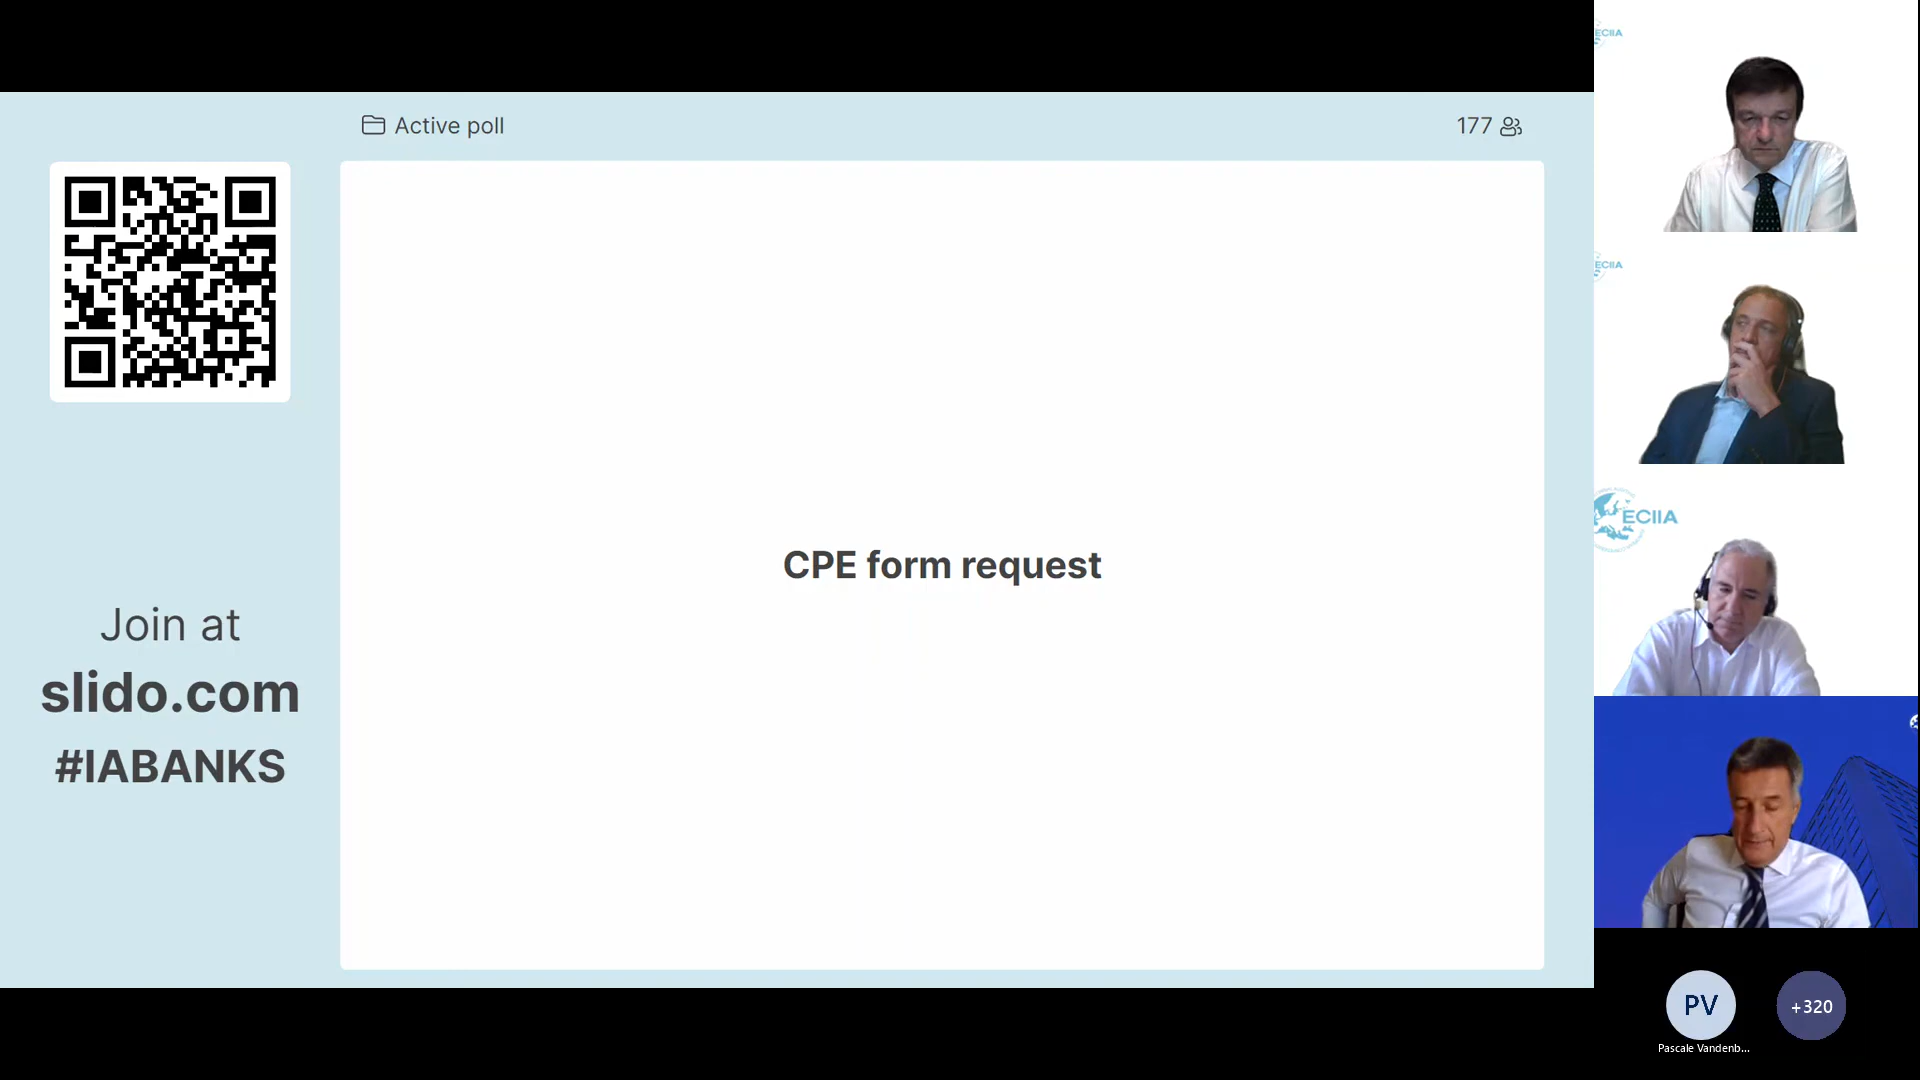 Active poll
177
CPE form request
Join at
slido.com
#IABANKS
ECIIA
ECIIA
ECIIA
PV
Pascale Vandenb...
+320